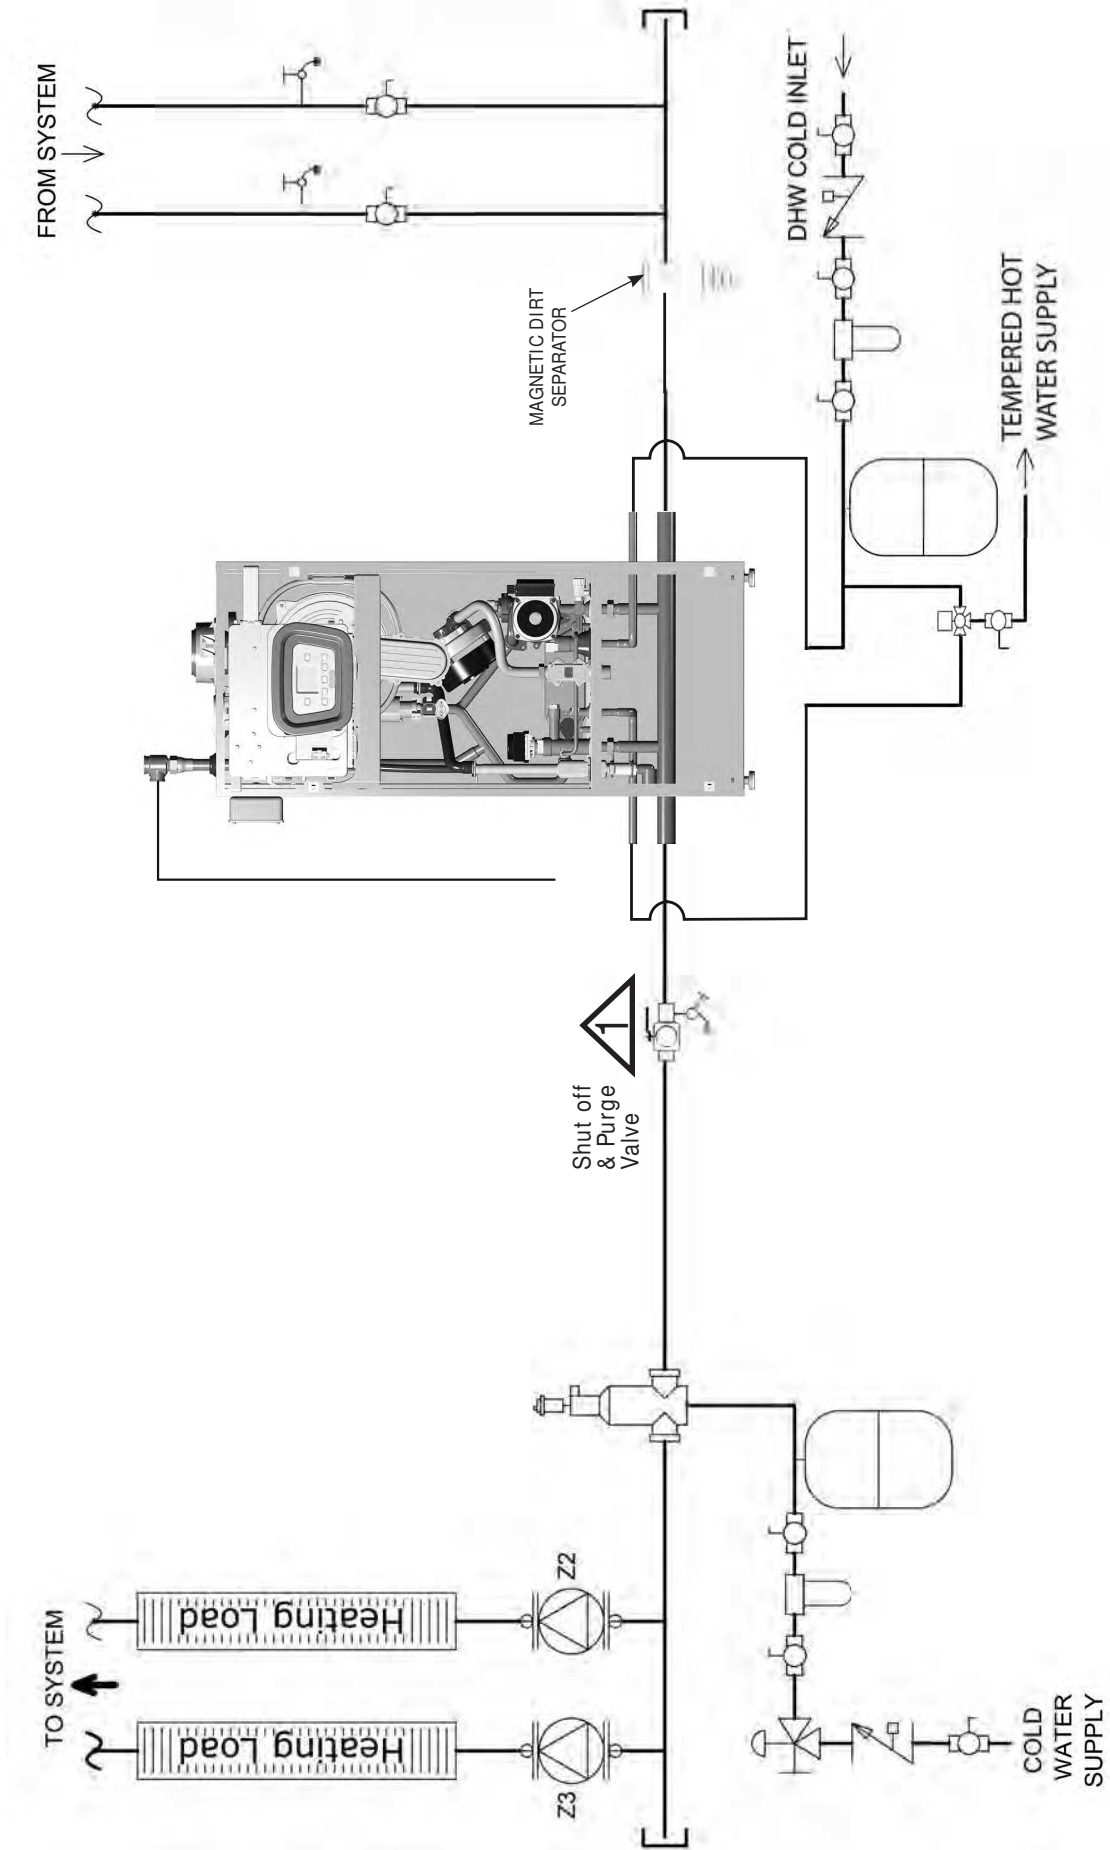 TO SYSTEM
Heating Load
Heating Load
Z3
Z2
COLD
WATER
SUPPLY
Shut off
& Purge
Valve
1
FROM SYSTEM
MAGNETIC DIRT
SEPARATOR
DHW COLD INLET
TEMPERED HOT
WATER SUPPLY